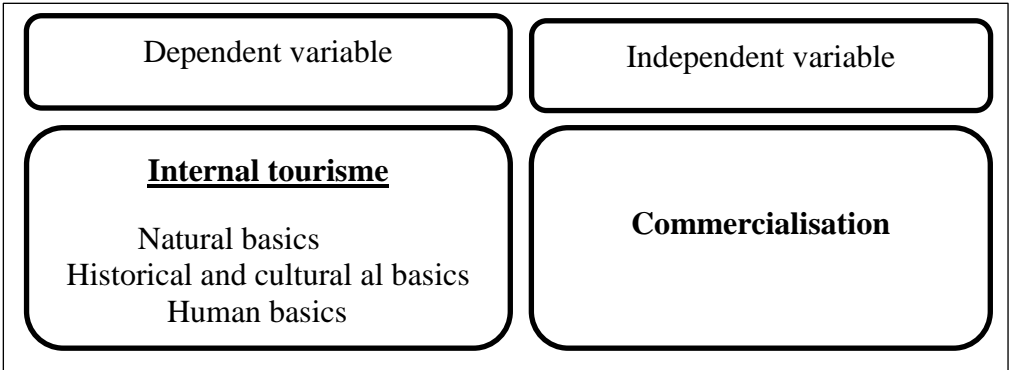 Dependent variable
Independent variable
Internal tourisme
Natural basics
Historical and cultural al basics
Human basics
Commercialisation